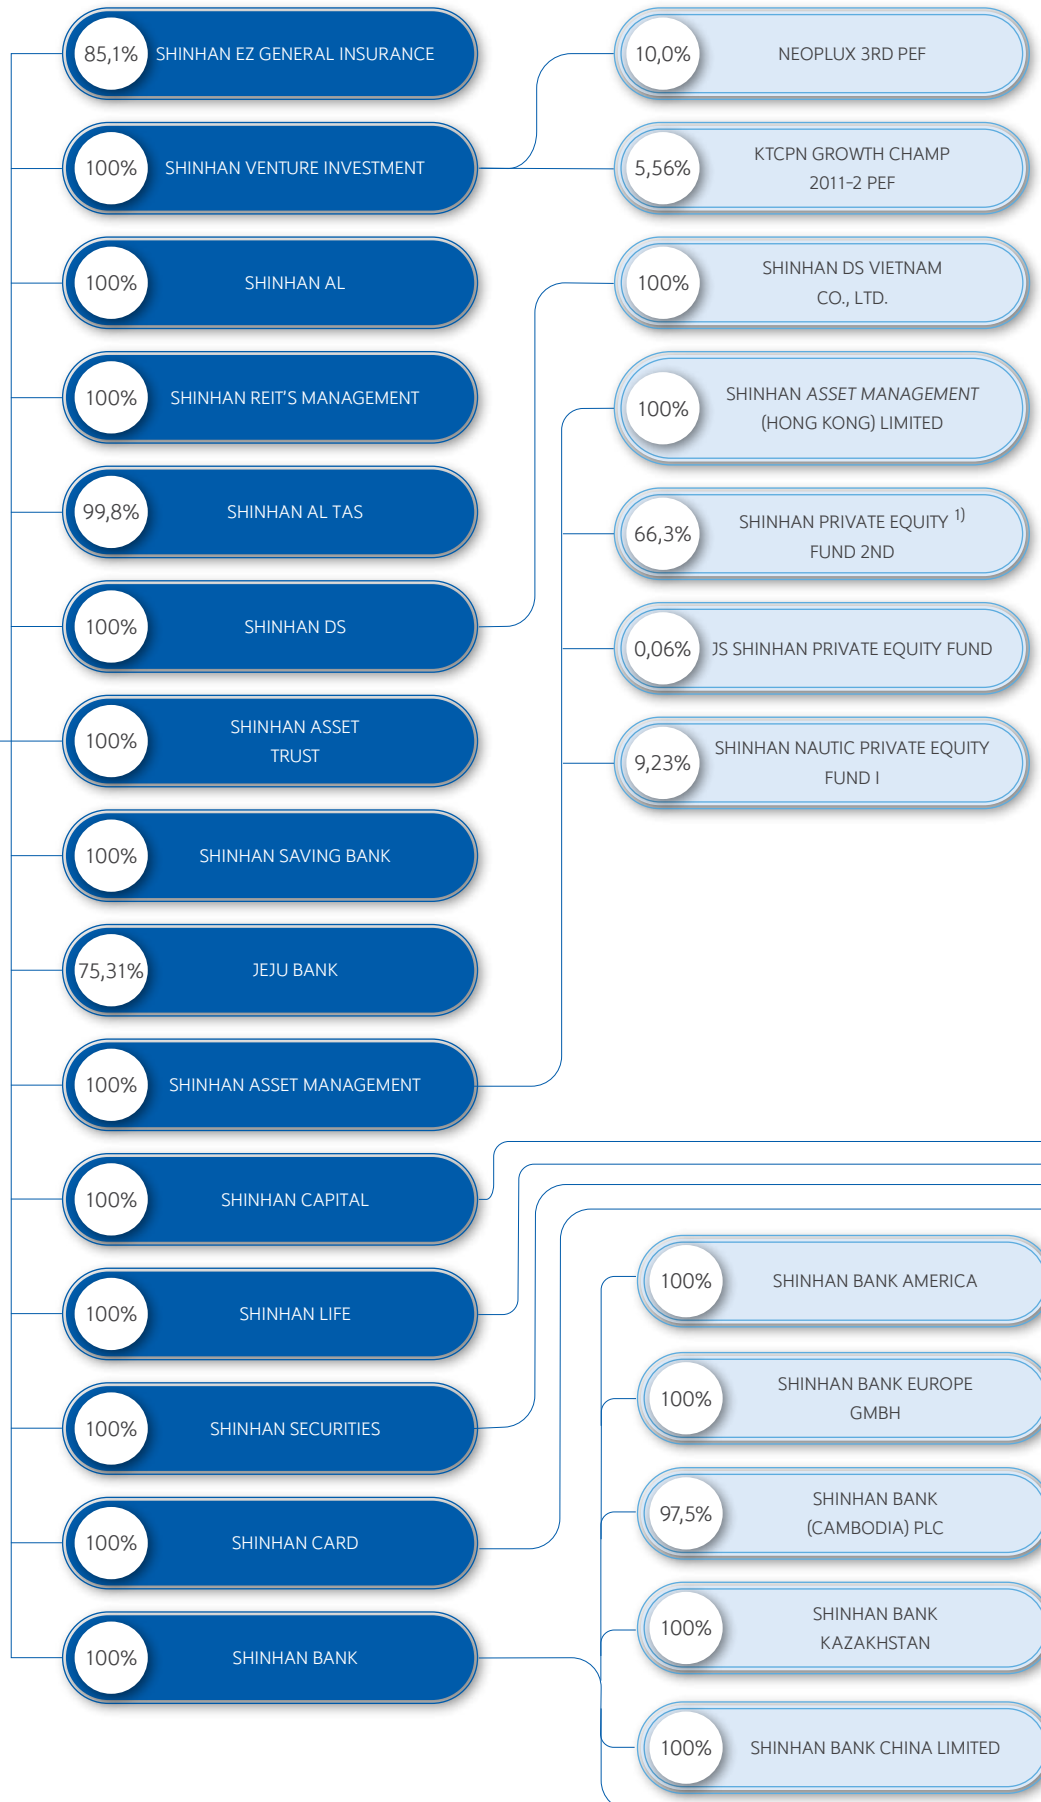 85,1% SHINHAN EZ GENERAL INSURANCE
100% SHINHAN VENTURE INVESTMENT
100% SHINHAN AL
100% SHINHAN REIT'S MANAGEMENT
99,8% SHINHAN AL TAS
100% SHINHAN DS
100% SHINHAN ASSET
TRUST
100% SHINHAN SAVING BANK
75,31% JEJU BANK
100% SHINHAN ASSET MANAGEMENT
100% SHINHAN CAPITAL
100% SHINHAN LIFE
100% SHINHAN SECURITIES
100% SHINHAN CARD
100% SHINHAN BANK
10,0% NEOPLUX 3RD PEF
5,56% KTCPN GROWTH CHAMP
2011-2 PEF
100% SHINHAN DS VIETNAM
CO., LTD.
100% SHINHAN ASSET MANAGEMENT
(HONG KONG) LIMITED
66,3% SHINHAN PRIVATE EQUITY 1)
FUND 2ND
0,06% JS SHINHAN PRIVATE EQUITY FUND
9,23% SHINHAN NAUTIC PRIVATE EQUITY
FUND I
100% SHINHAN BANK AMERICA
100% SHINHAN BANK EUROPE
GMBH
97,5% SHINHAN BANK
(CAMBODIA) PLC
100% SHINHAN BANK
KAZAKHSTAN
100% SHINHAN BANK CHINA LIMITED